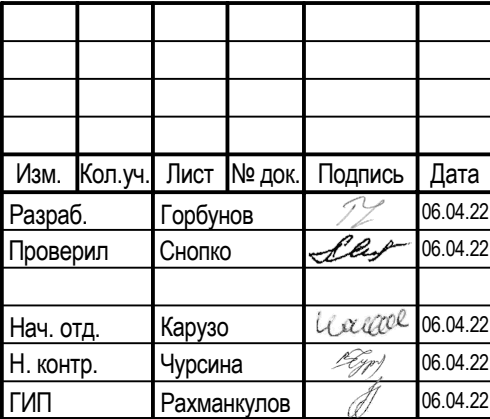 Изм. Кол.уч. Лист № док. Подпись Дата
Разраб. Горбунов 06.04.22
Проверил Снопко 06.04.22
Нач. отд. Карузо 06.04.22
Н. контр. Чурсина 06.04.22
ГИП Рахманкулов 06.04.22